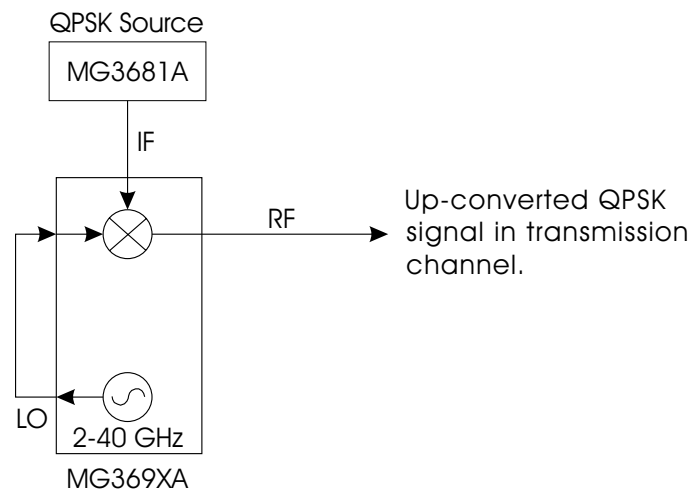 QPSK Source
MG3681A
IF
RF
Up-converted QPSK
signal in transmission
channel.
LO
2-40 GHz
MG369XA